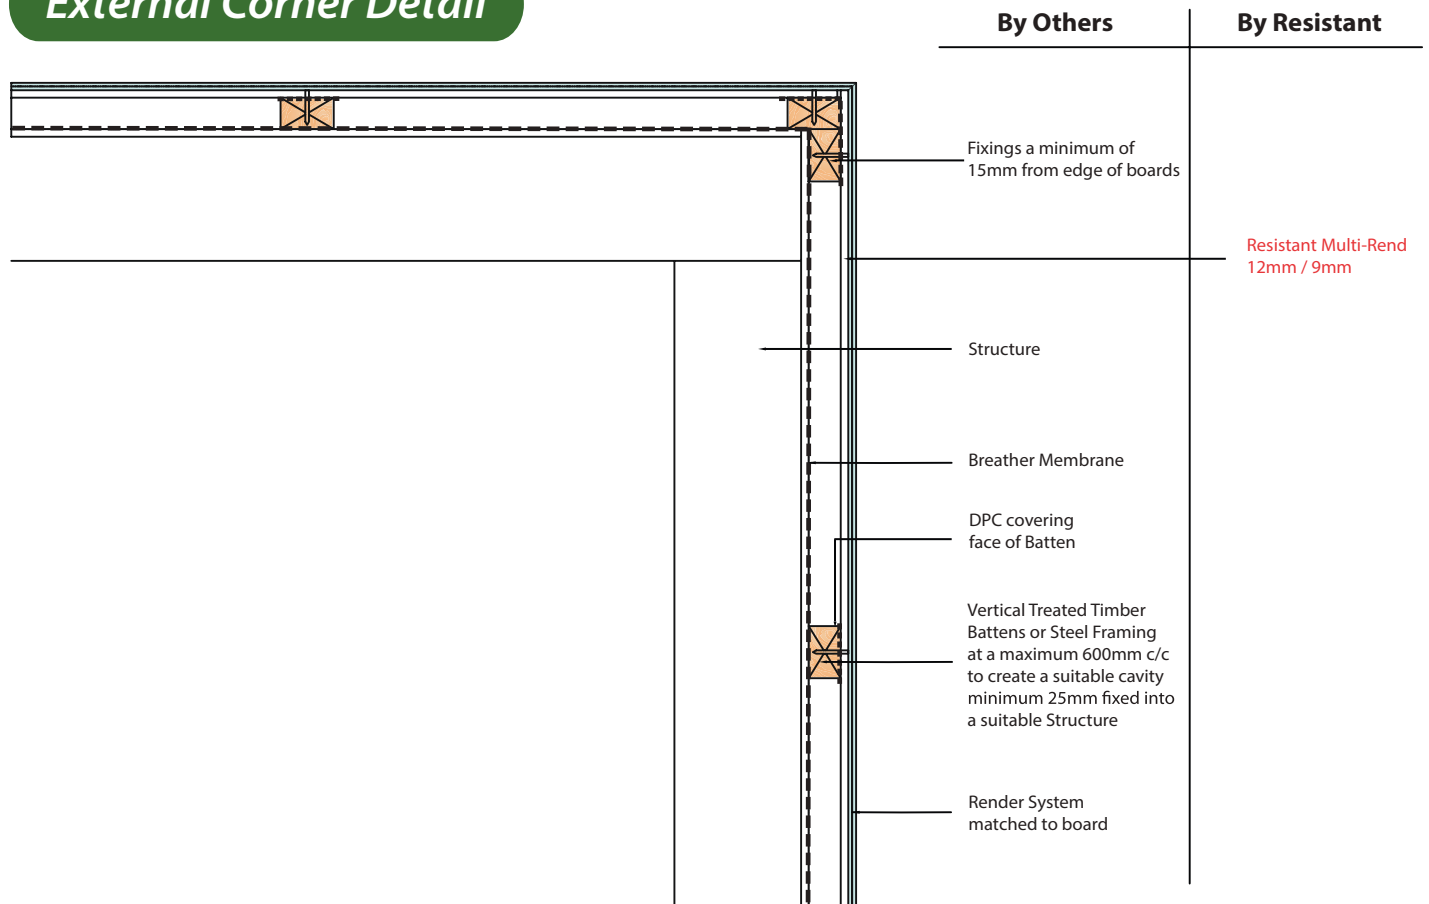 External Corner Detail
By Others
By Resistant
Fixings a minimum of
15mm from edge of boards
Resistant Multi-Rend
12mm / 9mm
Structure
Breather Membrane
DPC covering
face of Batten
Vertical Treated Timber
Battens or Steel Framing
at a maximum 600mm c/c
to create a suitable cavity
minimum 25mm fixed into
a suitable Structure
Render System
matched to board